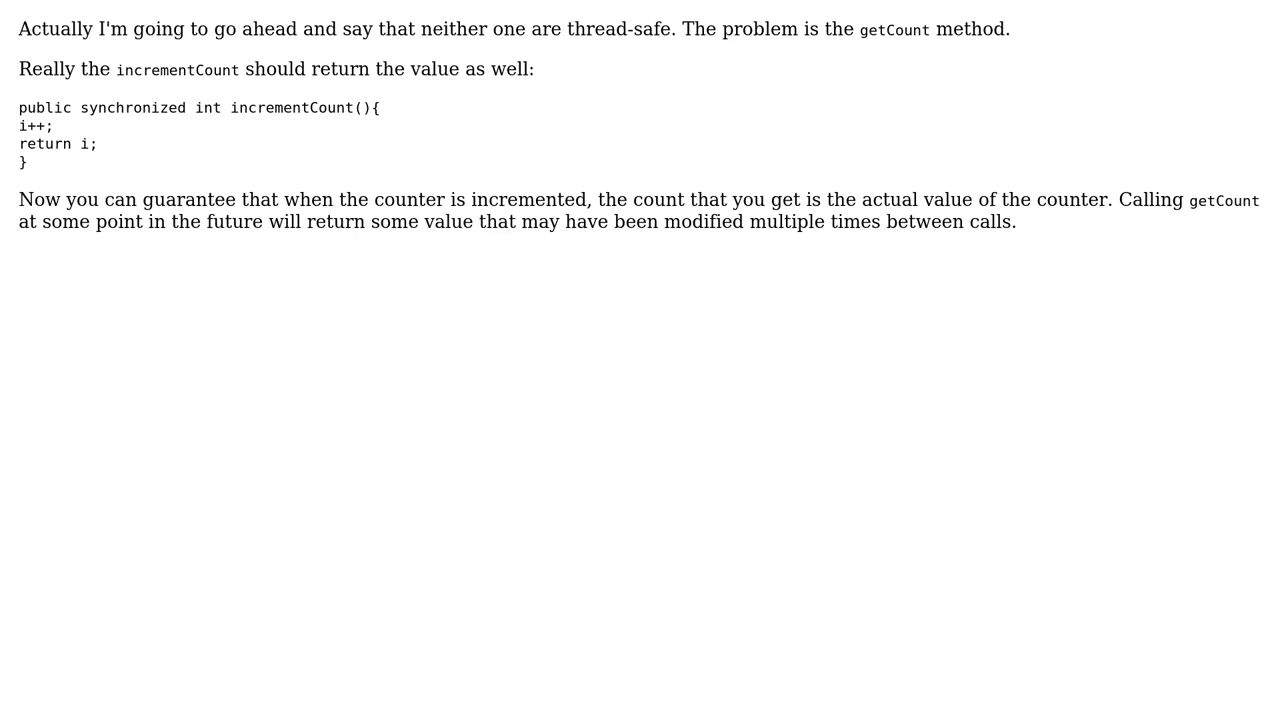 Actually I'm going to go ahead and say that neither one are thread-safe. The problem is the getCount method.
Really the incrementCount should return the value as well:
public synchronized int incrementCount(){
i++;
return i;
}
Now you can guarantee that when the counter is incremented, the count that you get is the actual value of the counter. Calling getCount
at some point in the future will return some value that may have been modified multiple times between calls.